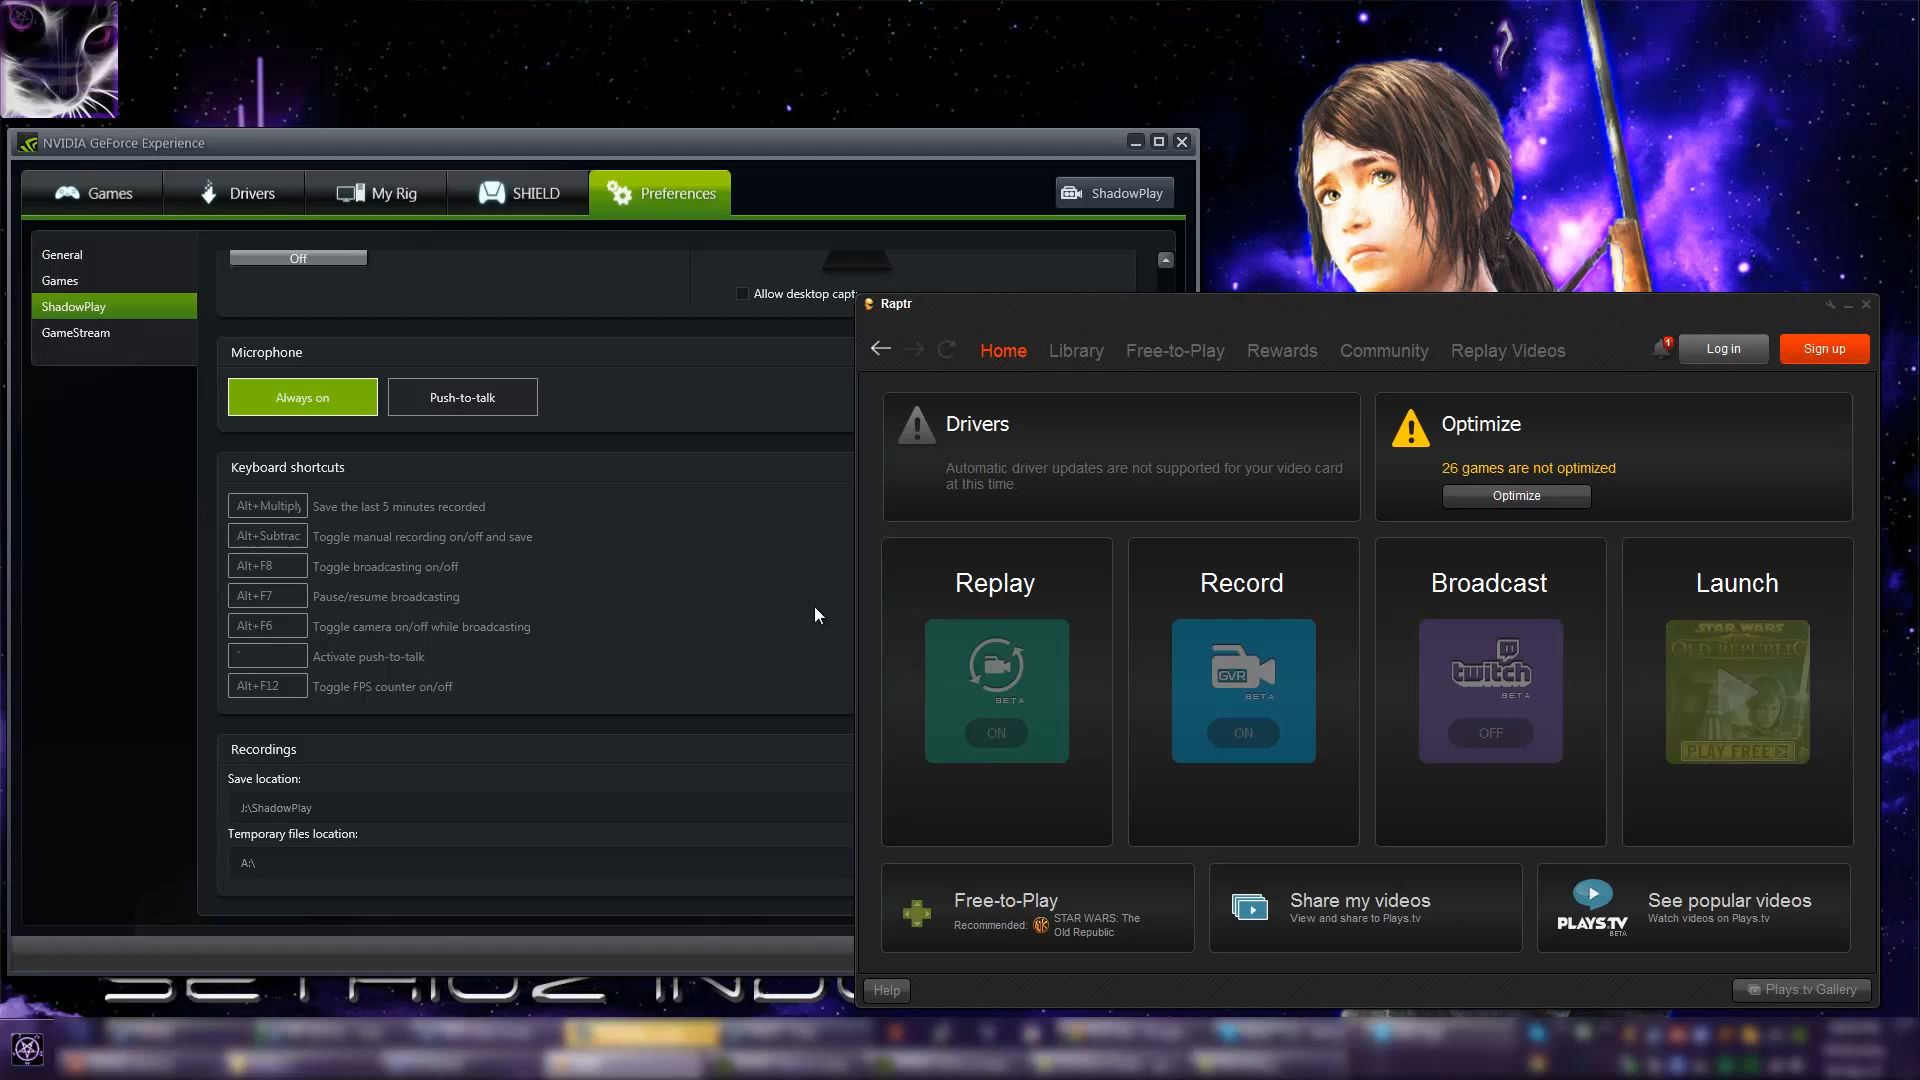 NVIDIA GeForce Experience
Games
Drivers
My Rig
SHIELD
Preferences
ShadowPlay
General
Games
ShadowPlay
GameStream
Off
Allow desktop capt
Microphone
Always on
Push-to-talk
Keyboard shortcuts
Alt+Multiply Save the last 5 minutes recorded
Alt+Subtrac Toggle manual recording on/off and save
Alt+F8 Toggle broadcasting on/off
Alt+F7 Pause/resume broadcasting
Alt+F6 Toggle camera on/off while broadcasting
` Activate push-to-talk
Alt+F12 Toggle FPS counter on/off
Recordings
Save location:
J:\ShadowPlay
Temporary files location:
A:\
Raptr
Home
Library
Free-to-Play
Rewards
Community
Replay Videos
1
Log in
Sign up
Drivers
Automatic driver updates are not supported for your video card
at this time.
Optimize
26 games are not optimized
Optimize
Replay
BETA
ON
Record
GVR
BETA
ON
Broadcast
twitch
BETA
OFF
Launch
STAR WARS
OLD REPUBLIC
PLAY FREE
Free-to-Play
Recommended: STAR WARS: The
Old Republic
Share my videos
View and share to Plays.tv
PLAYS.TV
BETA
See popular videos
Watch videos on Plays.tv
Help
Plays.tv Gallery